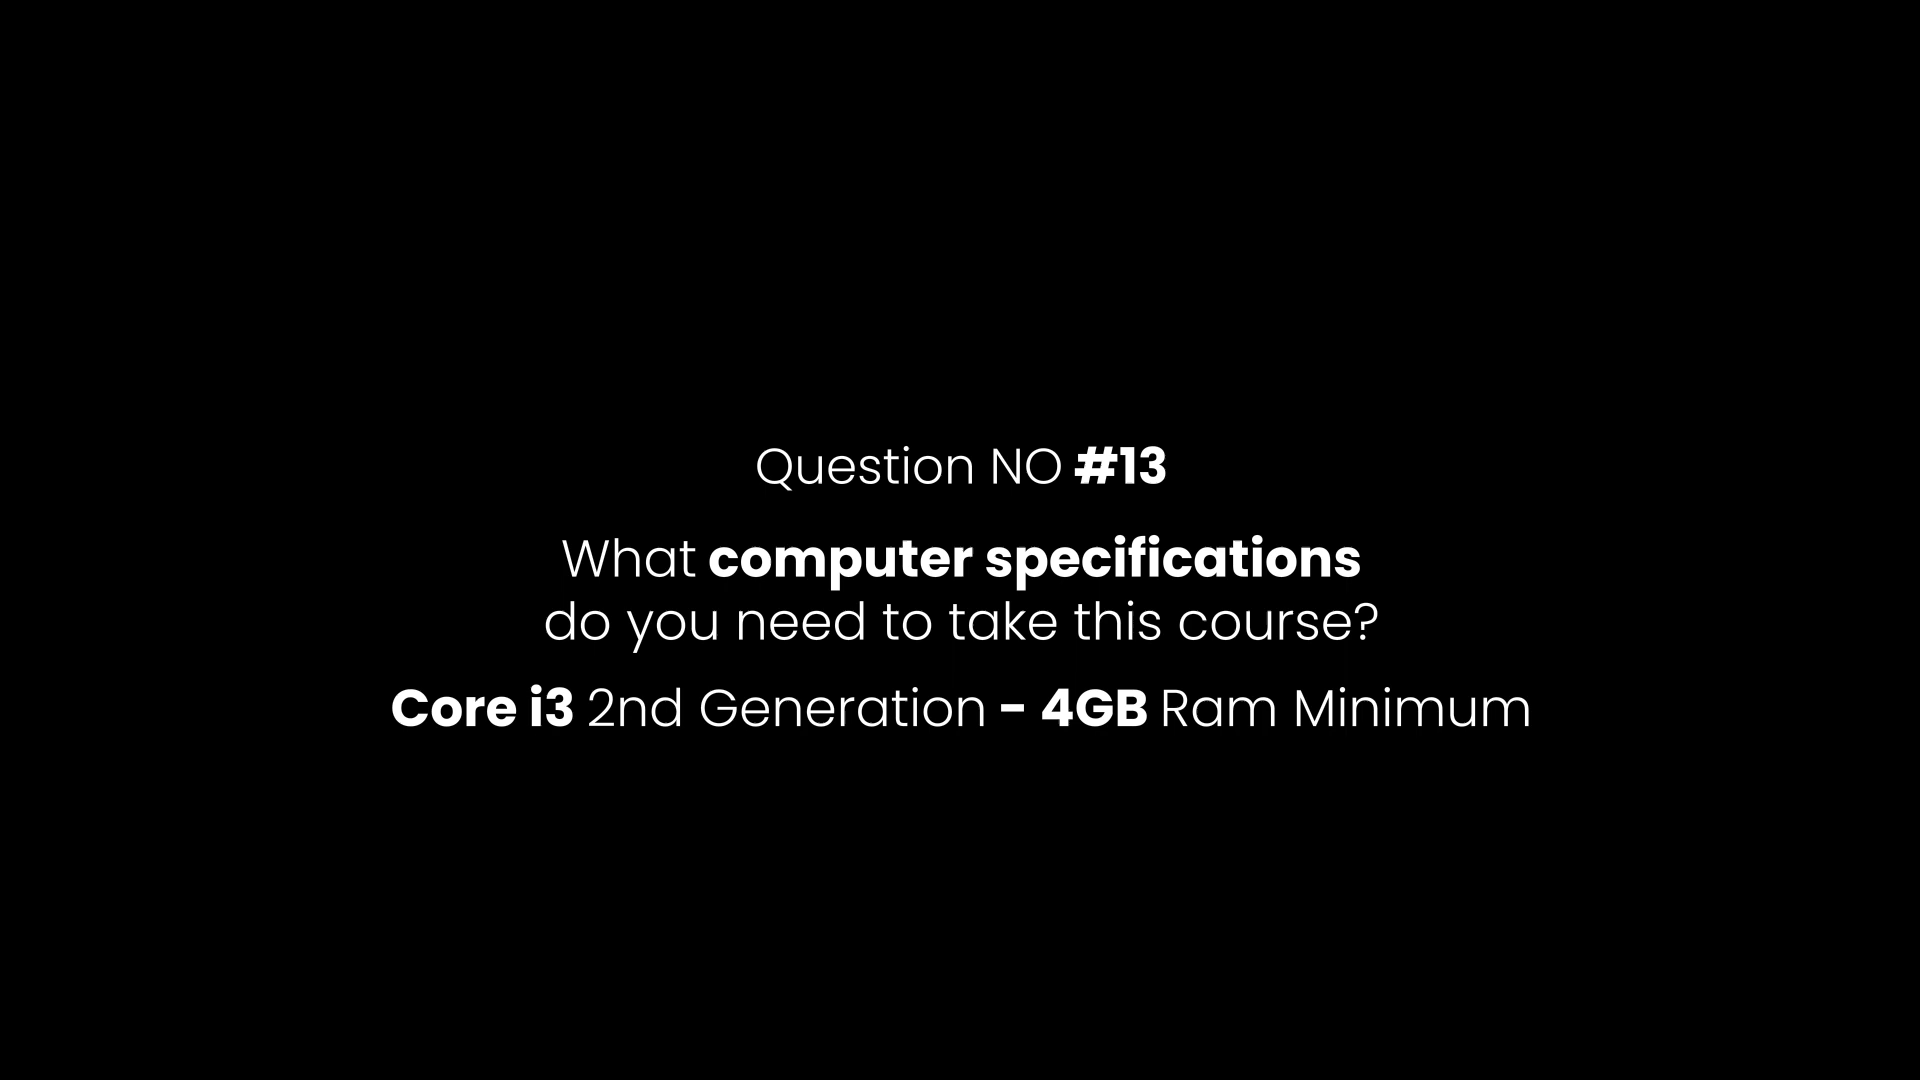 Question NO #13
What computer specifications
do you need to take this course?
Core i3 2nd Generation - 4GB Ram Minimum